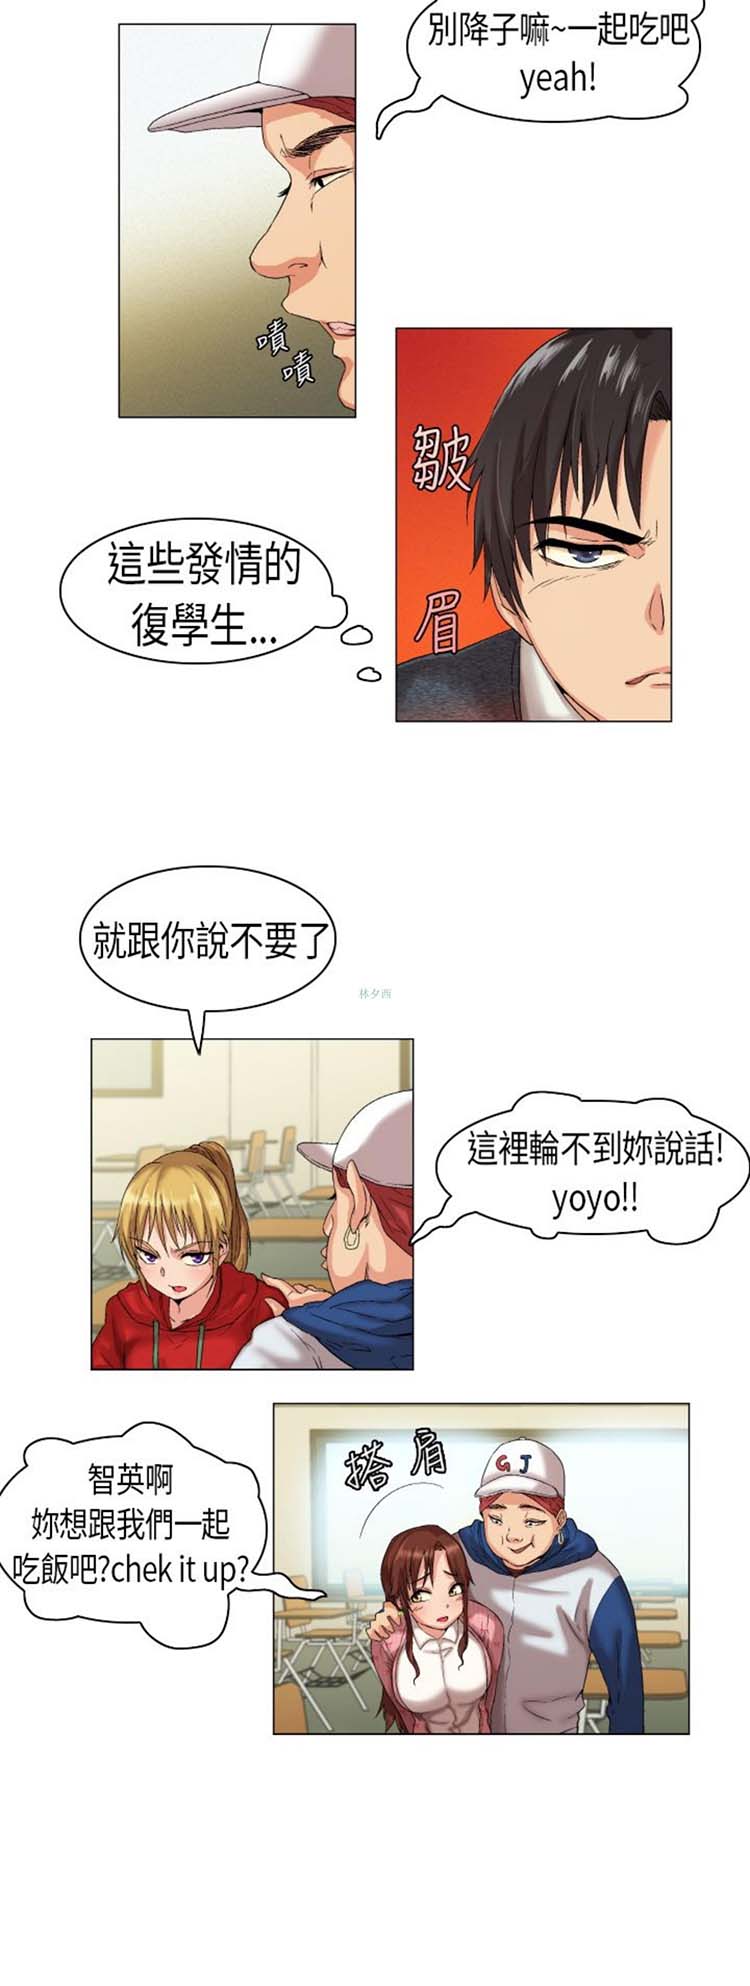 別降子嘛~一起吃吧
yeah!
嘖
嘖
皺
眉
這些發情的
復學生...
就跟你說不要了
林夕西
這裡輪不到妳說話!
yoyo!!
智英啊
妳想跟我們一起
吃飯吧?chek it up?
搭肩
G J